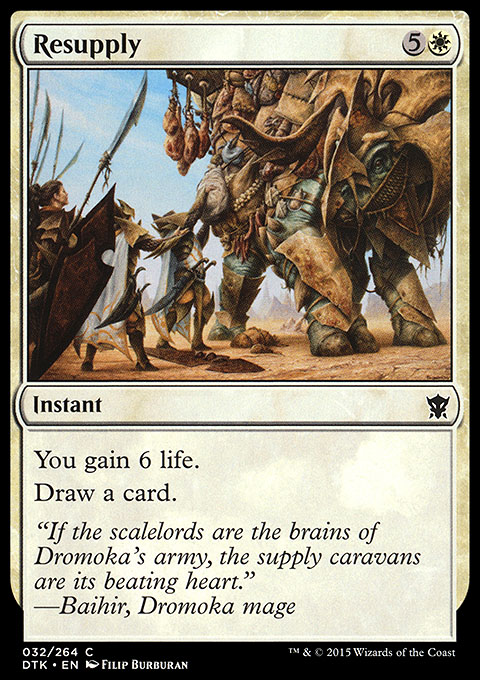 Resupply 5
Instant
You gain 6 life.
Draw a card.
“If the scalelords are the brains of
Dromoka’s army, the supply caravans
are its beating heart.”
—Baihir, Dromoka mage
032/264 C
DTK • EN Filip Burburan
™ & © 2015 Wizards of the Coast